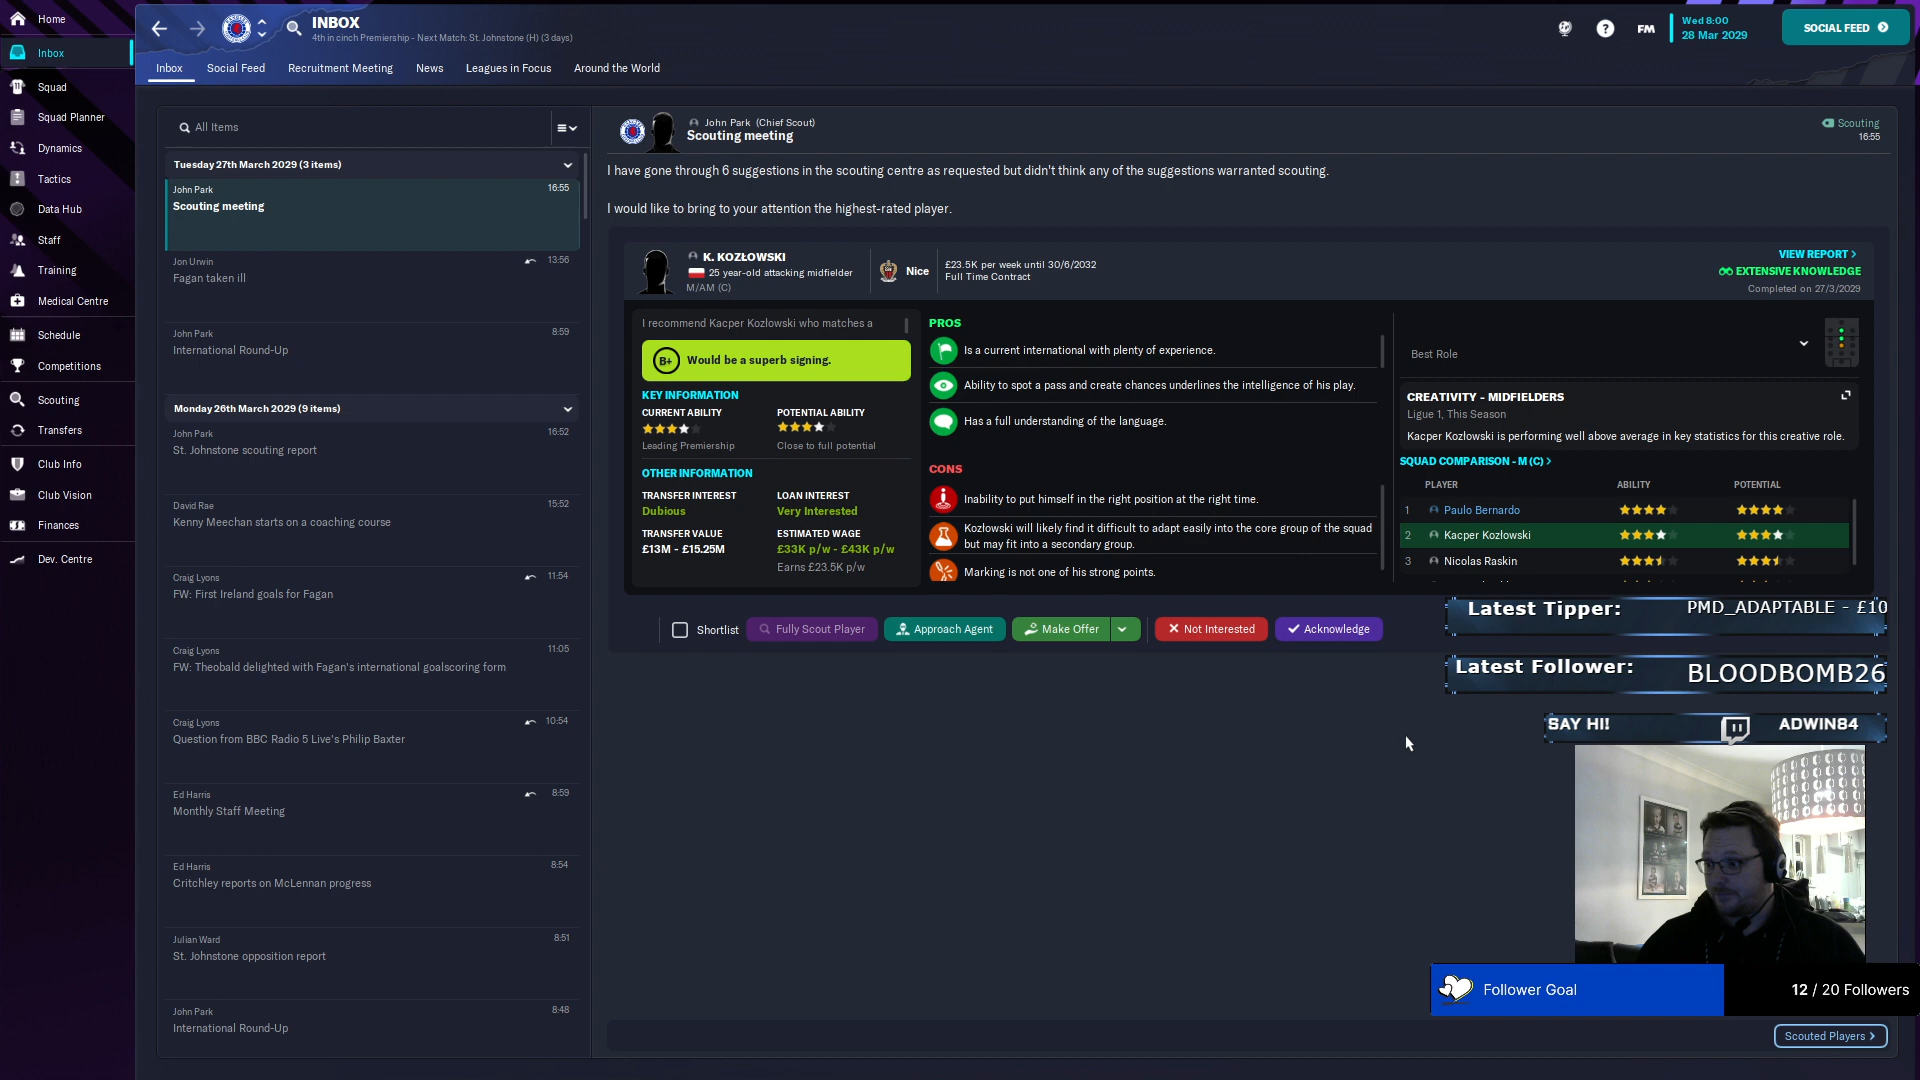 Home
Inbox
Squad
Squad Planner
Dynamics
Tactics
Data Hub
Staff
Training
Medical Centre
Schedule
Competitions
Scouting
Transfers
Club Info
Club Vision
Finances
Dev. Centre
INBOX
4th in cinch Premiership - Next Match: St. Johnstone (H) (3 days)
FM
Wed 8:00
28 Mar 2029
SOCIAL FEED
Inbox Social Feed Recruitment Meeting News Leagues in Focus Around the World
All Items
Tuesday 27th March 2029 (3 items)
John Park 16:55
Scouting meeting
Jon Urwin 13:56
Fagan taken ill
John Park 8:59
International Round-Up
Monday 26th March 2029 (9 items)
John Park 16:52
St. Johnstone scouting report
David Rae 15:52
Kenny Meechan starts on a coaching course
Craig Lyons 11:54
FW: First Ireland goals for Fagan
Craig Lyons 11:05
FW: Theobald delighted with Fagan's international goalscoring form
Craig Lyons 10:54
Question from BBC Radio 5 Live's Philip Baxter
Ed Harris 8:59
Monthly Staff Meeting
Ed Harris 8:54
Critchley reports on McLennan progress
Julian Ward 8:51
St. Johnstone opposition report
John Park 8:48
International Round-Up
John Park (Chief Scout)
Scouting meeting
Scouting
16:55
I have gone through 6 suggestions in the scouting centre as requested but didn't think any of the suggestions warranted scouting.
I would like to bring to your attention the highest-rated player.
K. KOZŁOWSKI
25 year-old attacking midfielder
M/AM (C)
Nice
£23.5K per week until 30/6/2032
Full Time Contract
VIEW REPORT >
EXTENSIVE KNOWLEDGE
Completed on 27/3/2029
I recommend Kacper Kozlowski who matches a
B+ Would be a superb signing.
KEY INFORMATION
CURRENT ABILITY POTENTIAL ABILITY
Leading Premiership Close to full potential
OTHER INFORMATION
TRANSFER INTEREST LOAN INTEREST
Dubious Very Interested
TRANSFER VALUE ESTIMATED WAGE
£13M - £15.25M £33K p/w - £43K p/w
Earns £23.5K p/w
PROS
Is a current international with plenty of experience.
Ability to spot a pass and create chances underlines the intelligence of his play.
Has a full understanding of the language.
CONS
Inability to put himself in the right position at the right time.
Kozlowski will likely find it difficult to adapt easily into the core group of the squad
but may fit into a secondary group.
Marking is not one of his strong points.
Best Role
CREATIVITY - MIDFIELDERS
Ligue 1, This Season
Kacper Kozlowski is performing well above average in key statistics for this creative role.
SQUAD COMPARISON - M (C) >
PLAYER ABILITY POTENTIAL
1 Paulo Bernardo
2 Kacper Kozlowski
3 Nicolas Raskin
Shortlist Fully Scout Player Approach Agent Make Offer Not Interested Acknowledge
Latest Tipper: PMD_ADAPTABLE - £10
Latest Follower: BLOODBOMB26
SAY HI! ADWIN84
Follower Goal 12 / 20 Followers
Scouted Players >